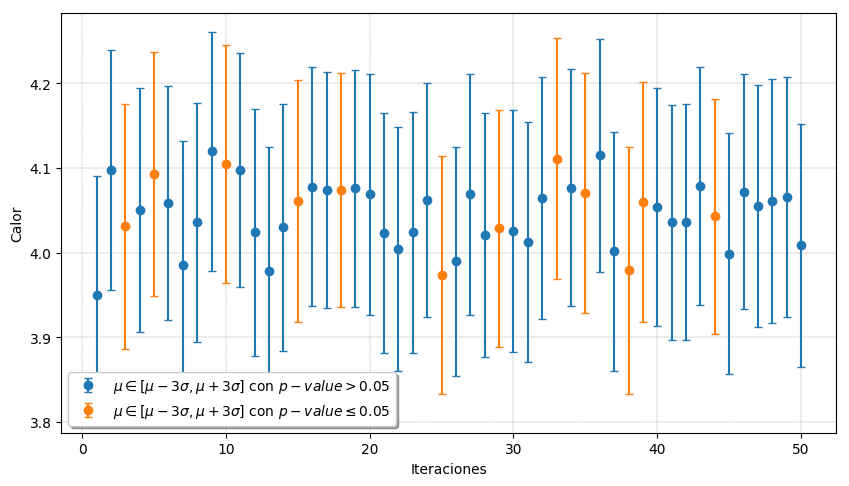 4.2
4.1
4.0
3.9
3.8
Calor
μ ∈ [μ − 3σ, μ + 3σ] con p − value > 0.05
μ ∈ [μ − 3σ, μ + 3σ] con p − value ≤ 0.05
0 10 20 30 40 50
Iteraciones